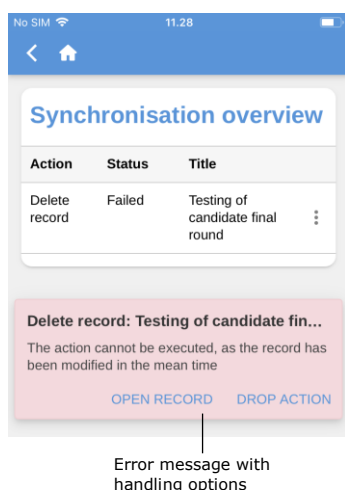 No SIM 11.28
Synchronisation overview
Action Status Title
Delete Failed Testing of
record candidate final
round
Delete record: Testing of candidate fin...
The action cannot be executed, as the record has
been modified in the mean time
OPEN RECORD DROP ACTION
Error message with
handling options